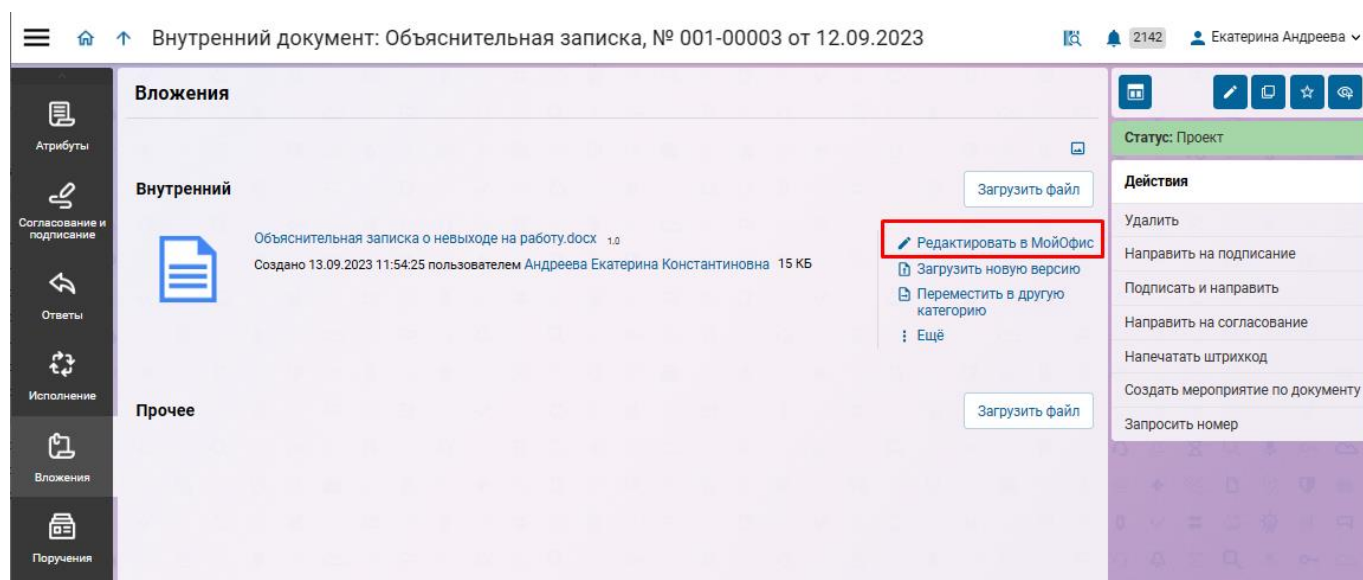 Внутренний документ: Объяснительная записка, № 001-00003 от 12.09.2023
2142
Екатерина Андреева
Атрибуты
Согласование и
подписание
Ответы
Исполнение
Вложения
Поручения
Вложения
Внутренний
Загрузить файл
Объяснительная записка о невыходе на работу.docx 1.0
Создано 13.09.2023 11:54:25 пользователем Андреева Екатерина Константиновна 15 КБ
Редактировать в МойОфис
Загрузить новую версию
Переместить в другую
категорию
Ещё
Прочее
Загрузить файл
Статус: Проект
Действия
Удалить
Направить на подписание
Подписать и направить
Направить на согласование
Напечатать штрихкод
Создать мероприятие по документу
Запросить номер